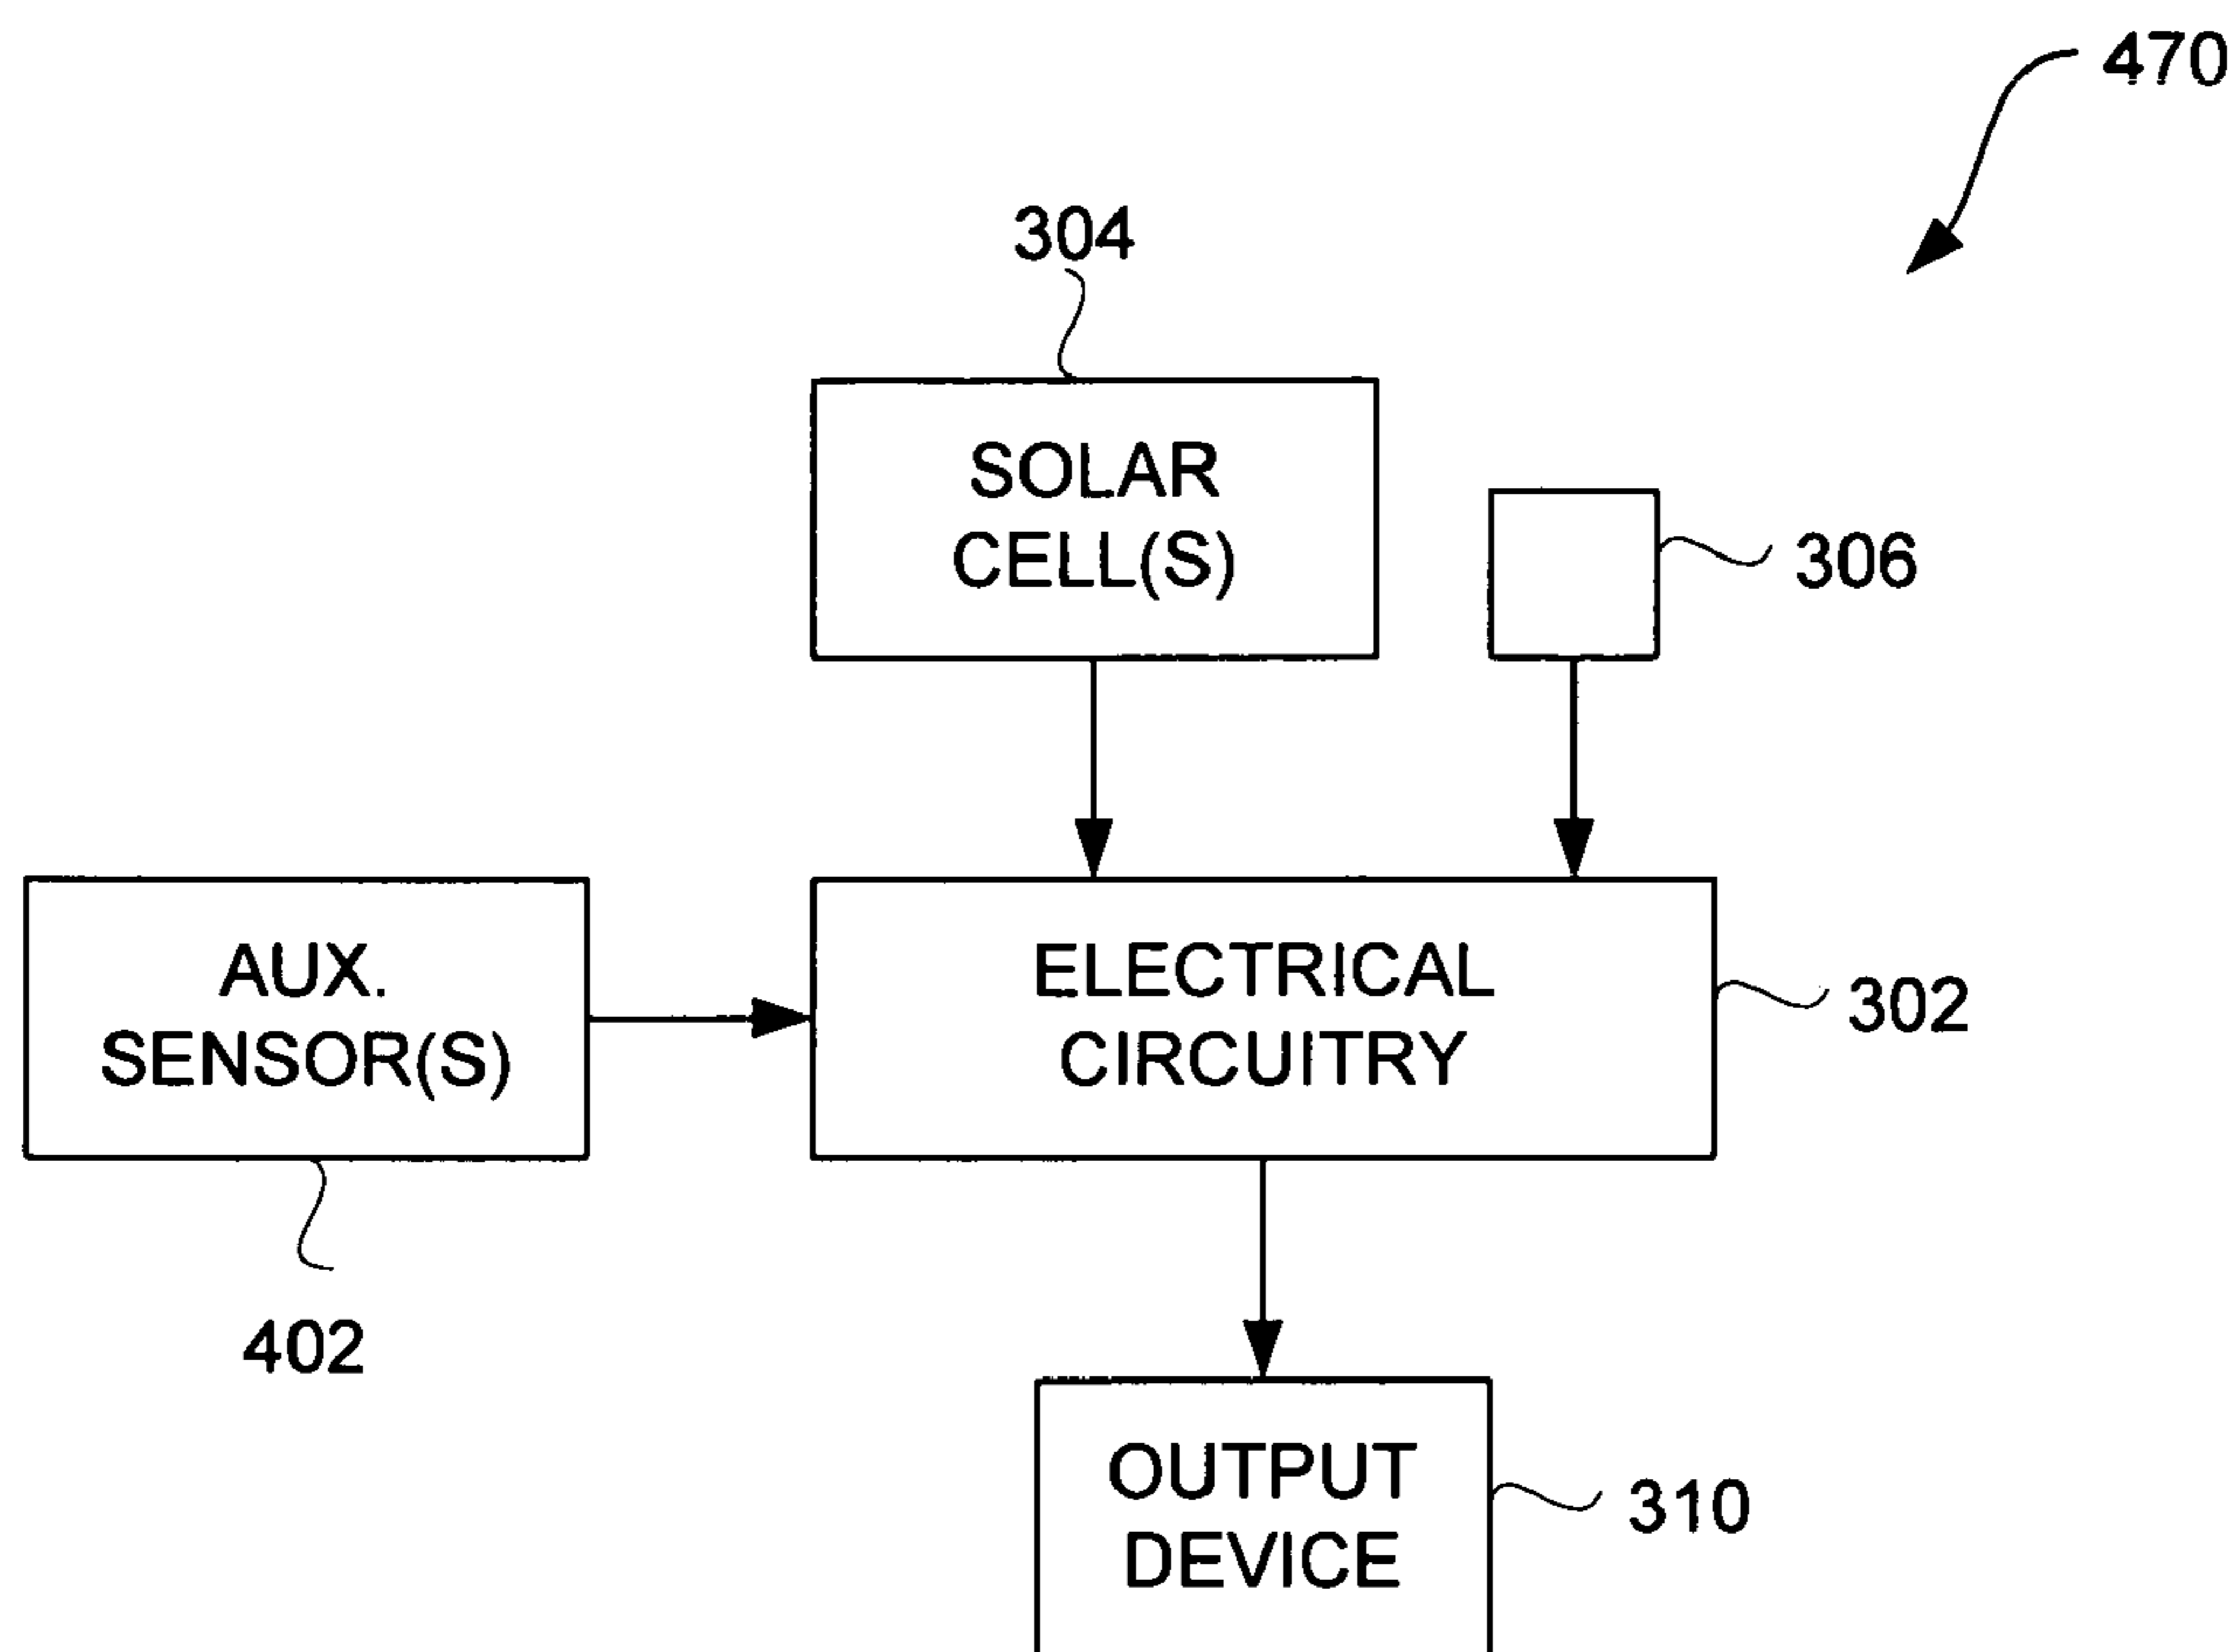 470
304
SOLAR
CELL(S)
306
AUX.
SENSOR(S)
ELECTRICAL
CIRCUITRY
302
402
OUTPUT
DEVICE
310